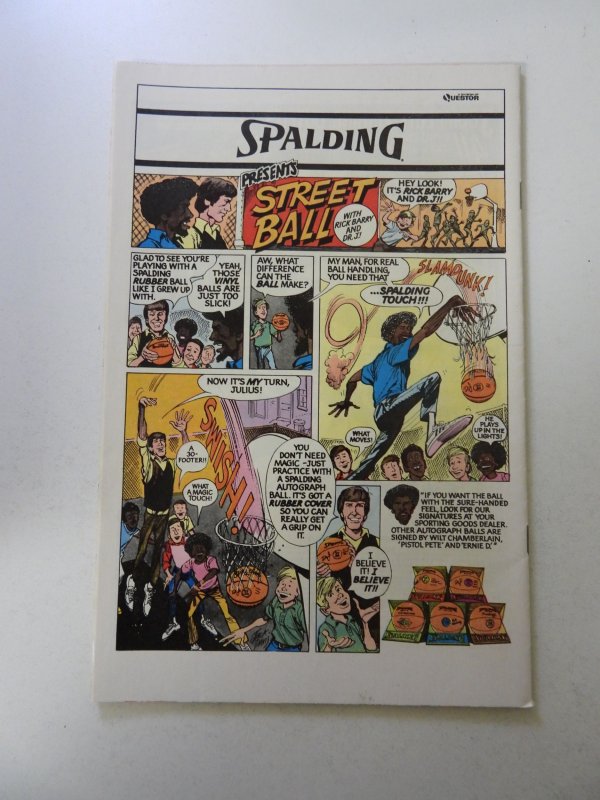 QUESTOR
SPALDING
PRESENTS
STREET
BALL
WITH
RICK BARRY
AND
DR. J!
HEY LOOK!
IT'S RICK BARRY
AND DR. J!!
GLAD TO SEE YOU'RE
PLAYING WITH A
SPALDING
RUBBER BALL
LIKE I GREW UP
WITH.
YEAH,
THOSE
VINYL
BALLS ARE
JUST TOO
SLICK!
AW, WHAT
DIFFERENCE
CAN THE
BALL MAKE?
MY MAN, FOR REAL
BALL HANDLING,
YOU NEED THAT
...SPALDING
TOUCH!!!
SLAM DUNK!
WHAT
MOVES!
HE
PLAYS
UP IN THE
LIGHTS!
NOW IT'S MY TURN,
JULIUS!
A
30-
FOOTER!!
WHAT
A MAGIC
TOUCH!
SWISH!!
YOU
DON'T NEED
MAGIC-JUST
PRACTICE WITH
A SPALDING
AUTOGRAPH
BALL. IT'S GOT A
RUBBER COVER
SO YOU CAN
REALLY GET
A GRIP ON
IT.
I
BELIEVE
IT! I
BELIEVE
IT!!
"IF YOU WANT THE BALL
WITH THE SURE-HANDED
FEEL, LOOK FOR OUR
SIGNATURES AT YOUR
SPORTING GOODS DEALER.
OTHER AUTOGRAPH BALLS ARE
SIGNED BY WILT CHAMBERLAIN,
'PISTOL PETE' AND 'ERNIE D.'"